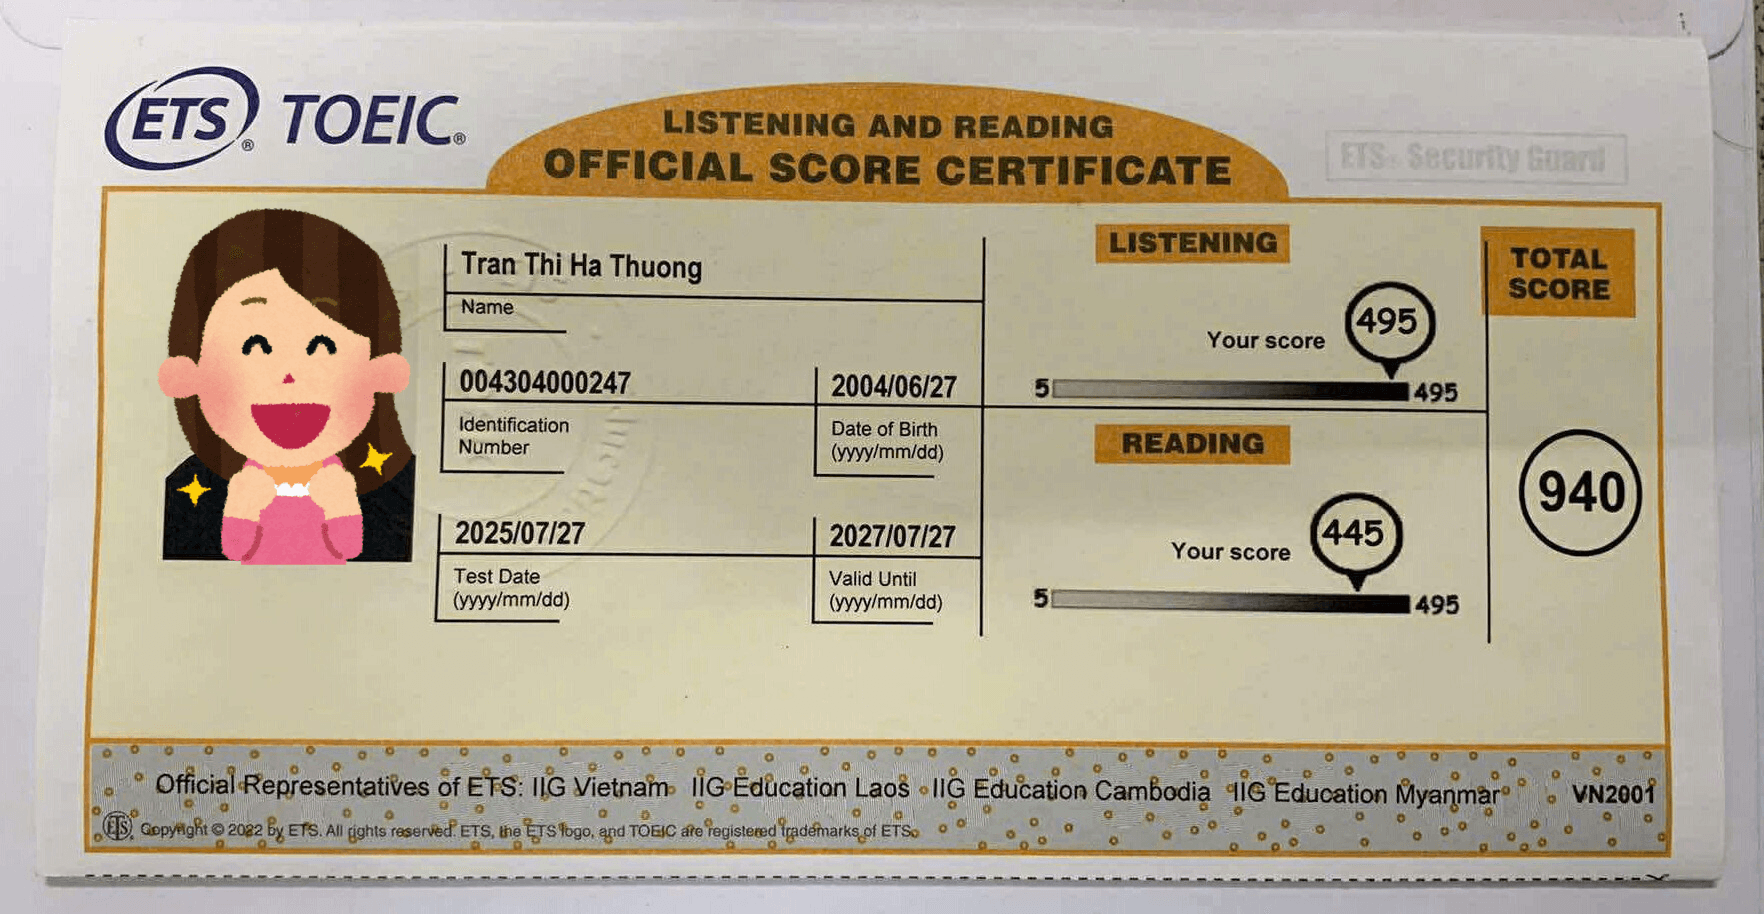 ETS® TOEIC®
LISTENING AND READING
OFFICIAL SCORE CERTIFICATE
ETS® Security Guard
Tran Thi Ha Thuong
Name
004304000247
Identification
Number
2004/06/27
Date of Birth
(yyyy/mm/dd)
2025/07/27
Test Date
(yyyy/mm/dd)
2027/07/27
Valid Until
(yyyy/mm/dd)
LISTENING
Your score
495
5
495
READING
Your score
445
5
495
TOTAL
SCORE
940
Official Representatives of ETS: IIG Vietnam IIG Education Laos IIG Education Cambodia IIG Education Myanmar VN2001
ETS Copyright © 2022 by ETS. All rights reserved. ETS, the ETS logo, and TOEIC are registered trademarks of ETS.